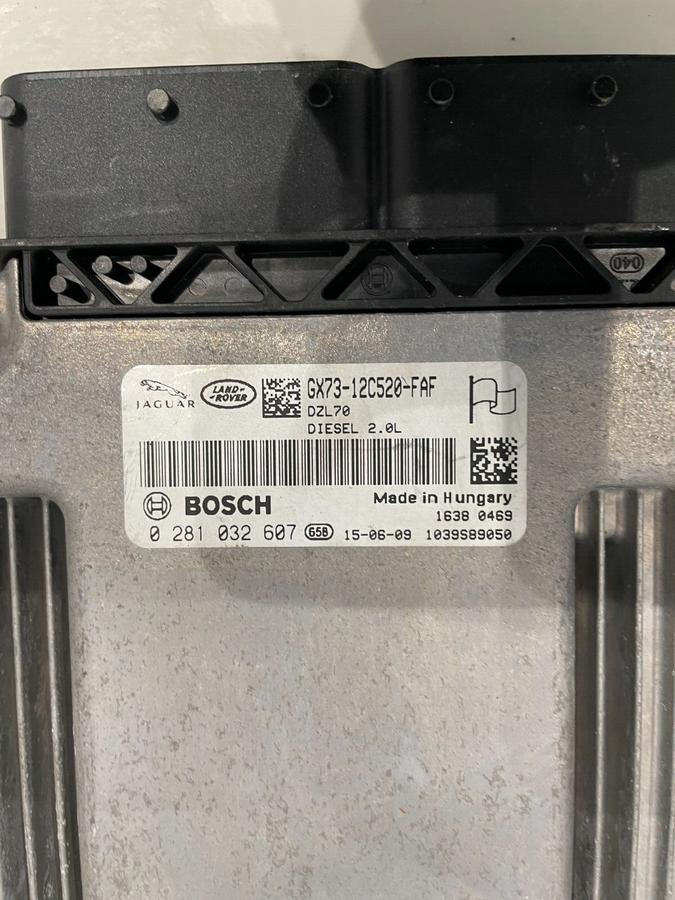 040
JAGUAR
LAND-
ROVER
GX73-12C520-FAF
DZL70
DIESEL 2.0L
BOSCH
Made in Hungary
1638 0469
0 281 032 607 65B 15-06-09 1039S89050